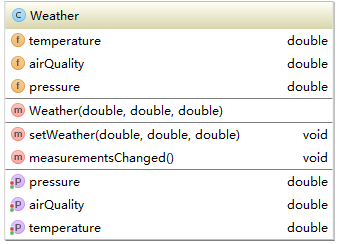 C Weather
f temperature double
f airQuality double
f pressure double
m Weather(double, double, double)
m setWeather(double, double, double) void
m measurementsChanged() void
P pressure double
P airQuality double
P temperature double